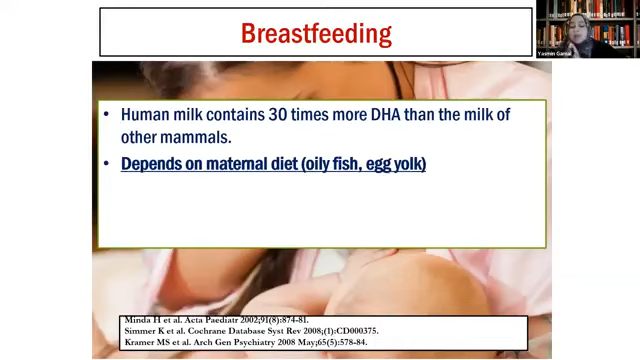 Breastfeeding
Yasmin Gamal
• Human milk contains 30 times more DHA than the milk of
other mammals.
• Depends on maternal diet (oily fish, egg yolk)
Minda H et al. Acta Paediatr 2002;91(8):874-81.
Simmer K et al. Cochrane Database Syst Rev 2008;(1):CD000375.
Kramer MS et al. Arch Gen Psychiatry 2008 May;65(5):578-84.